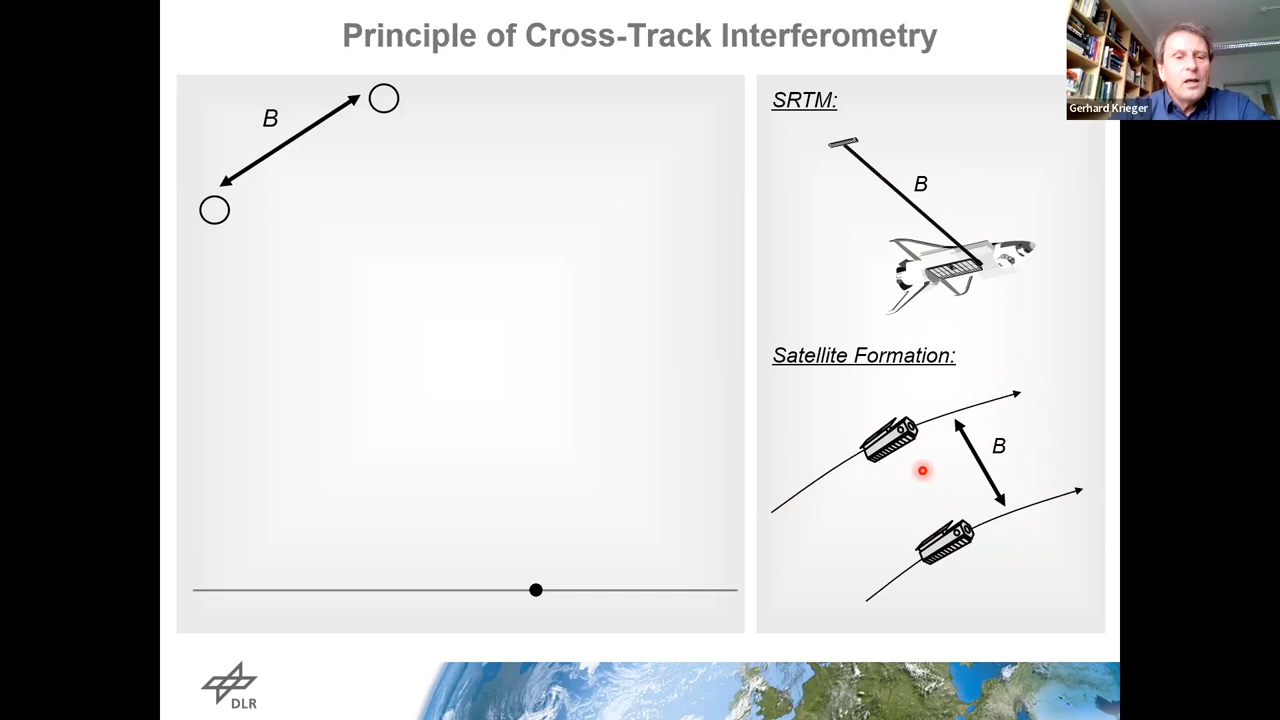 Principle of Cross-Track Interferometry
Gerhard Krieger
B
SRTM:
B
Satellite Formation:
B
DLR